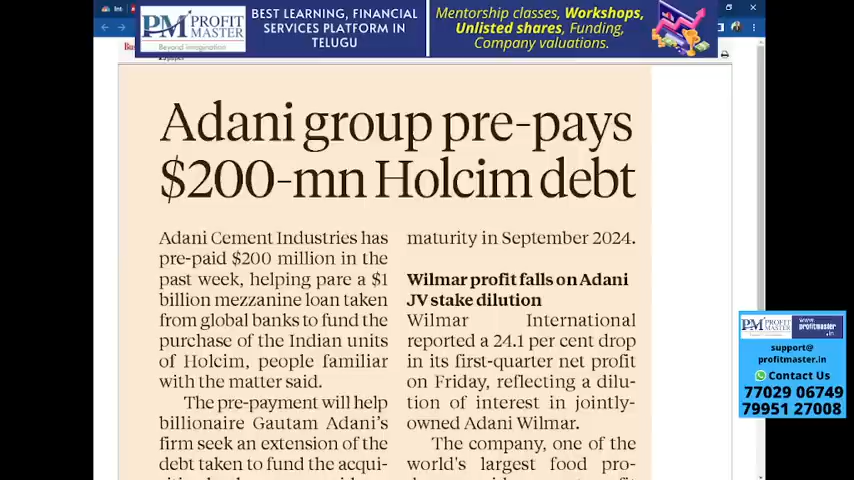 PM PROFIT MASTER
Beyond imagination
BEST LEARNING, FINANCIAL
SERVICES PLATFORM IN
TELUGU
Mentorship classes, Workshops,
Unlisted shares, Funding,
Company valuations.
Adani group pre-pays
$200-mn Holcim debt
Adani Cement Industries has
pre-paid $200 million in the
past week, helping pare a $1
billion mezzanine loan taken
from global banks to fund the
purchase of the Indian units
of Holcim, people familiar
with the matter said.
The pre-payment will help
billionaire Gautam Adani's
firm seek an extension of the
debt taken to fund the acqui-
maturity in September 2024.
Wilmar profit falls on Adani
JV stake dilution
Wilmar International
reported a 24.1 per cent drop
in its first-quarter net profit
on Friday, reflecting a dilu-
tion of interest in jointly-
owned Adani Wilmar.
The company, one of the
world's largest food pro-
PM PROFIT MASTER
www.
profitmaster
.in
support@
profitmaster.in
Contact Us
77029 06749
79951 27008